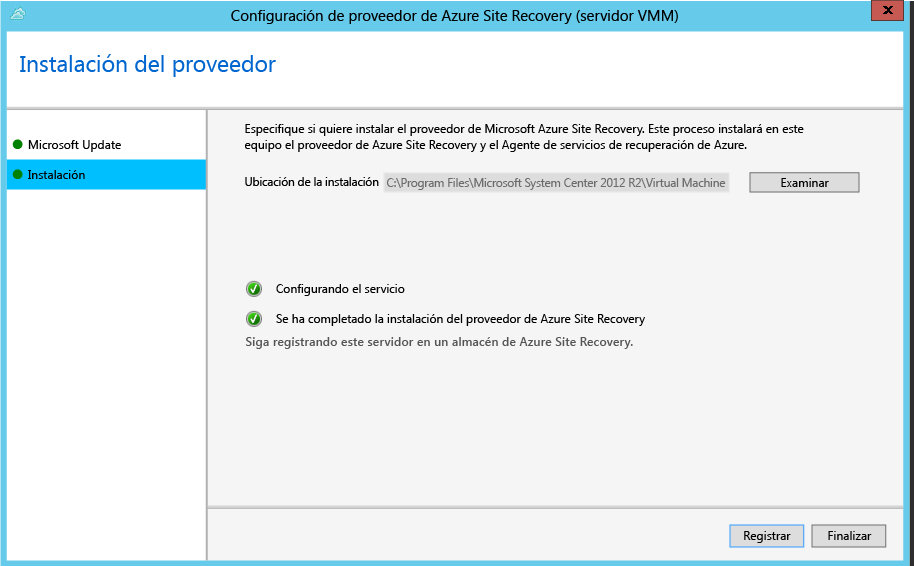 Configuración de proveedor de Azure Site Recovery (servidor VMM)
Instalación del proveedor
Microsoft Update
Instalación
Especifique si quiere instalar el proveedor de Microsoft Azure Site Recovery. Este proceso instalará en este
equipo el proveedor de Azure Site Recovery y el Agente de servicios de recuperación de Azure.
Ubicación de la instalación C:\Program Files\Microsoft System Center 2012 R2\Virtual Machine Examinar
Configurando el servicio
Se ha completado la instalación del proveedor de Azure Site Recovery
Siga registrando este servidor en un almacén de Azure Site Recovery.
Registrar Finalizar